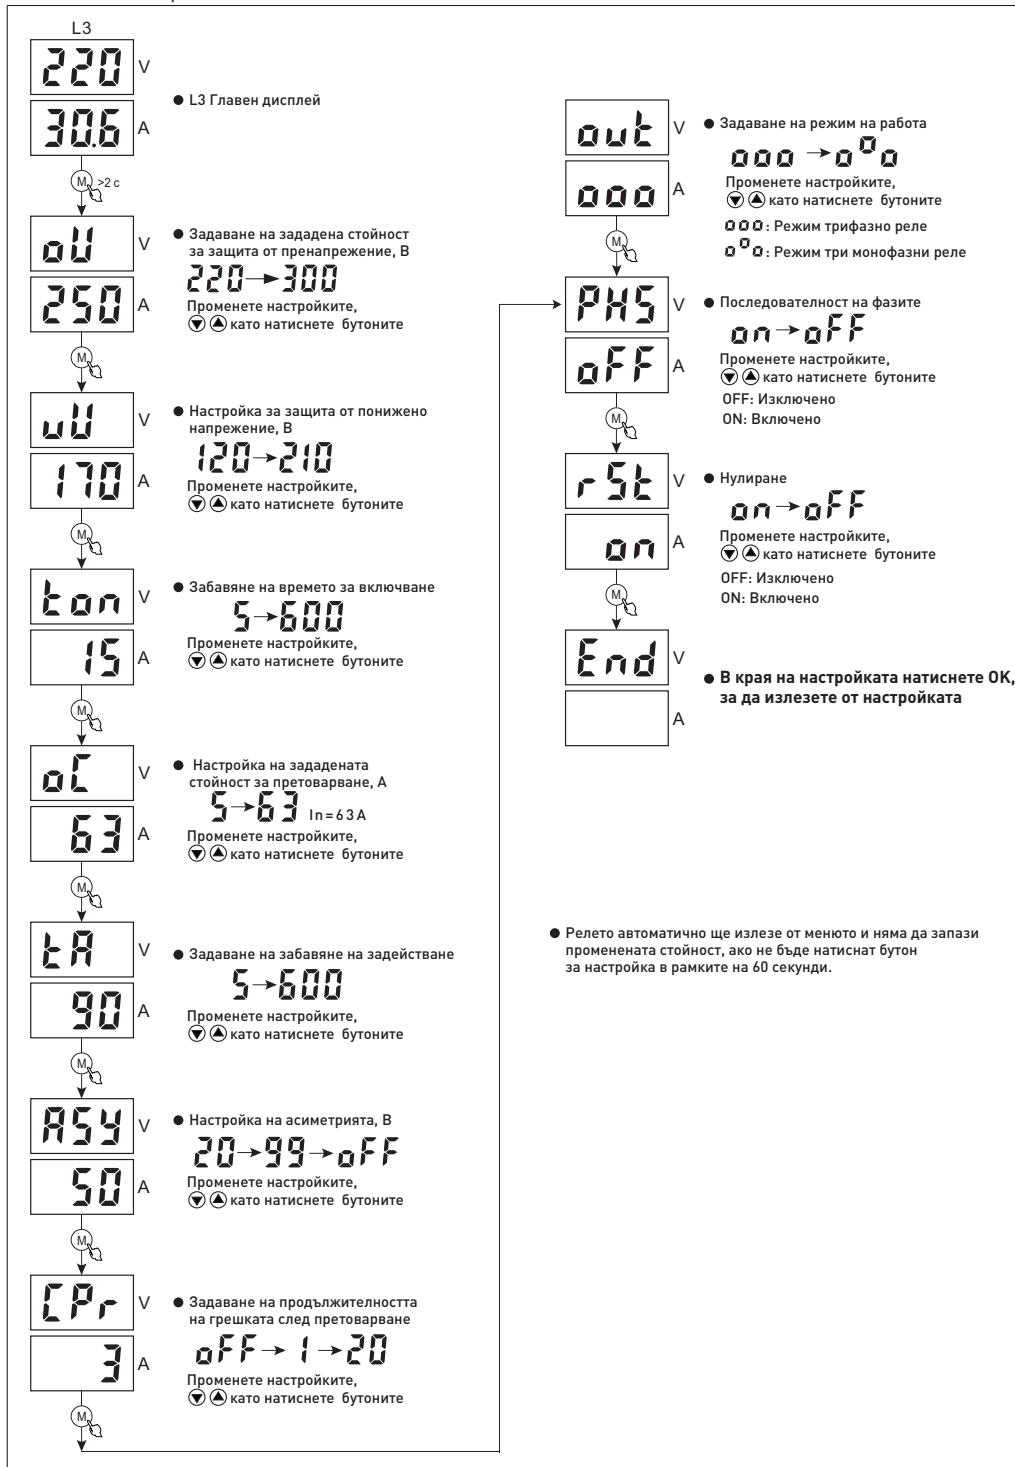 L3
220 V
30.6 A
● L3 Главен дисплей
M >2 с
oU V
250 A
● Задаване на зададена стойност
за защита от пренапрежение, В
220→300
Променете настройките,
като натиснете бутоните
M
uU V
170 A
● Настройка за защита от понижено
напрежение, В
120→210
Променете настройките,
като натиснете бутоните
M
ton V
15 A
● Забавяне на времето за включване
5→600
Променете настройките,
като натиснете бутоните
M
oC V
63 A
● Настройка на зададената
стойност за претоварване, А
5→63 In=63 A
Променете настройките,
като натиснете бутоните
M
tA V
90 A
● Задаване на забавяне на задействане
5→600
Променете настройките,
като натиснете бутоните
M
ASY V
50 A
● Настройка на асиметрията, В
20→99→oFF
Променете настройките,
като натиснете бутоните
M
CPr V
3 A
● Задаване на продължителността
на грешката след претоварване
oFF→1→20
Променете настройките,
като натиснете бутоните
M
out V
ooo A
● Задаване на режим на работа
ooo→oºo
Променете настройките,
като натиснете бутоните
ooo: Режим трифазно реле
oºo: Режим три монофазни реле
M
PHS V
oFF A
● Последователност на фазите
on→oFF
Променете настройките,
като натиснете бутоните
OFF: Изключено
ON: Включено
M
rSt V
on A
● Нулиране
on→oFF
Променете настройките,
като натиснете бутоните
OFF: Изключено
ON: Включено
M
End V
A
● В края на настройката натиснете OK,
за да излезете от настройката
● Релето автоматично ще излезе от менюто и няма да запази
променената стойност, ако не бъде натиснат бутон
за настройка в рамките на 60 секунди.